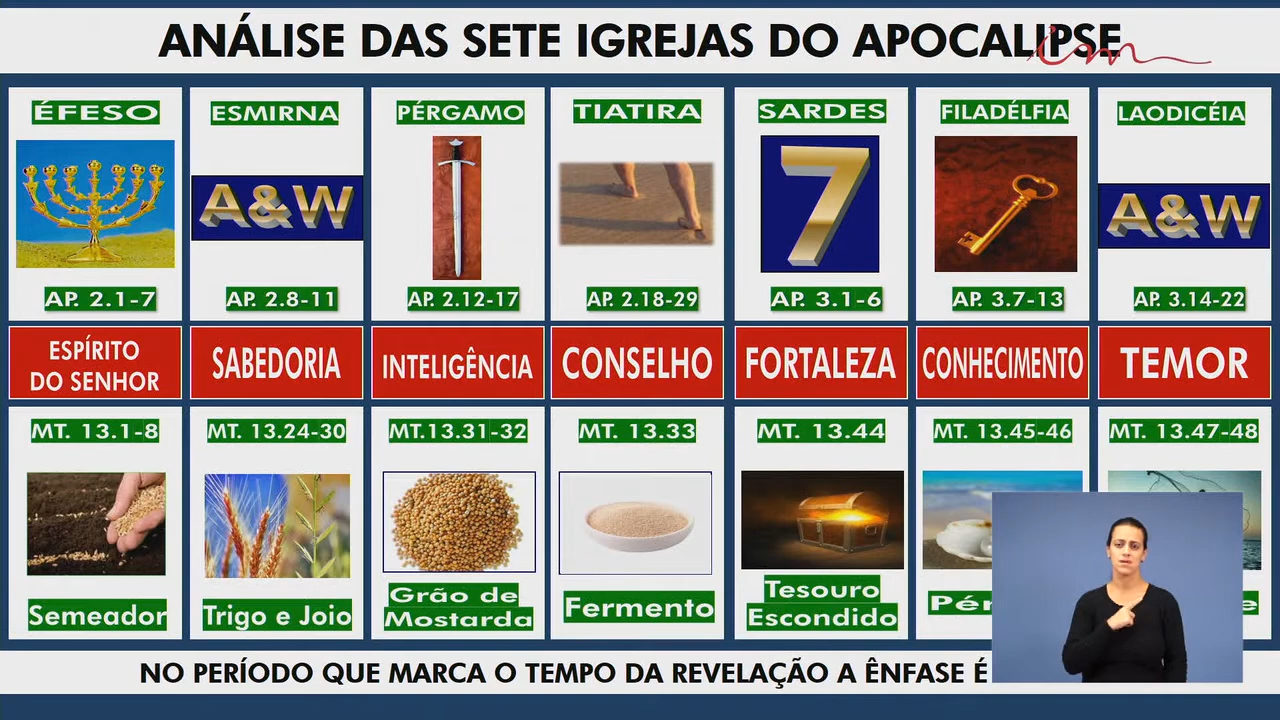 ANÁLISE DAS SETE IGREJAS DO APOCALIPSE
ÉFESO
ESMIRNA
PÉRGAMO
TIATIRA
SARDES
FILADÉLFIA
LAODICÉIA
A&W
7
A&W
AP. 2.1-7
AP. 2.8-11
AP. 2.12-17
AP. 2.18-29
AP. 3.1-6
AP. 3.7-13
AP. 3.14-22
ESPÍRITO
DO SENHOR
SABEDORIA
INTELIGÊNCIA
CONSELHO
FORTALEZA
CONHECIMENTO
TEMOR
MT. 13.1-8
MT. 13.24-30
MT.13.31-32
MT. 13.33
MT. 13.44
MT. 13.45-46
MT. 13.47-48
Semeador
Trigo e Joio
Grão de
Mostarda
Fermento
Tesouro
Escondido
NO PERÍODO QUE MARCA O TEMPO DA REVELAÇÃO A ÊNFASE É